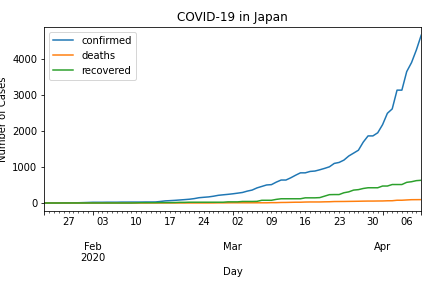 COVID-19 in Japan
confirmed
deaths
recovered
Number of Cases
4000
3000
2000
1000
0
27 03 10 17 24 02 09 16 23 30 06
Feb Mar Apr
2020
Day